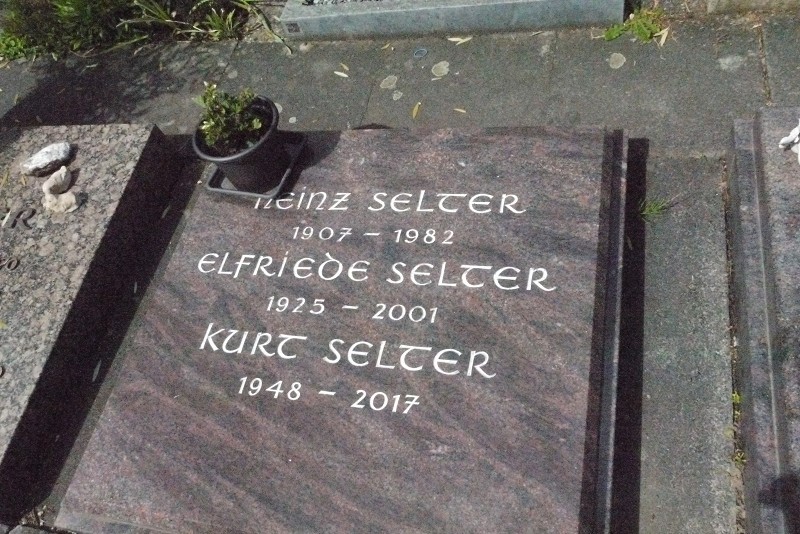 HEINZ SELTER
1907 – 1982
ELFRIEDE SELTER
1925 – 2001
KURT SELTER
1948 – 2017